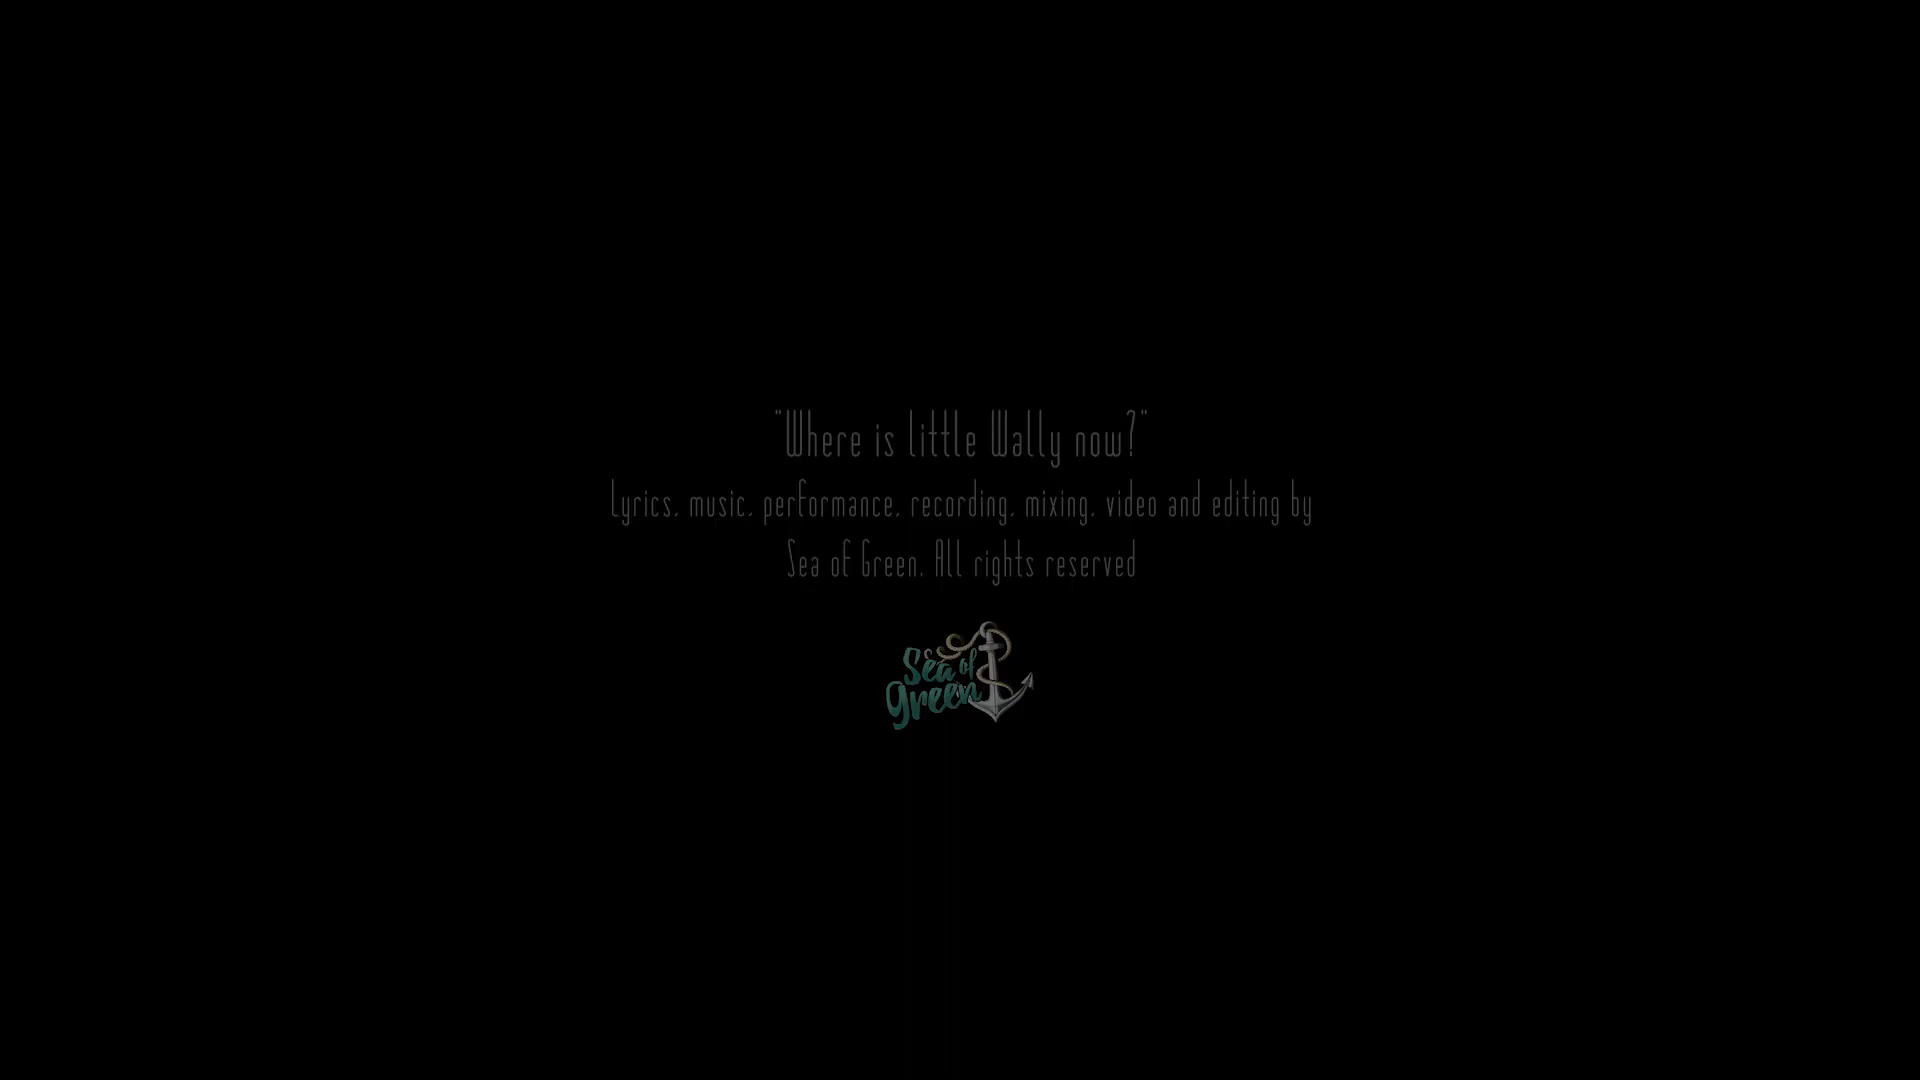 "Where is little Wally now?"
Lyrics, music, performance, recording, mixing, video and editing by
Sea of Green. All rights reserved
Sea of
Green